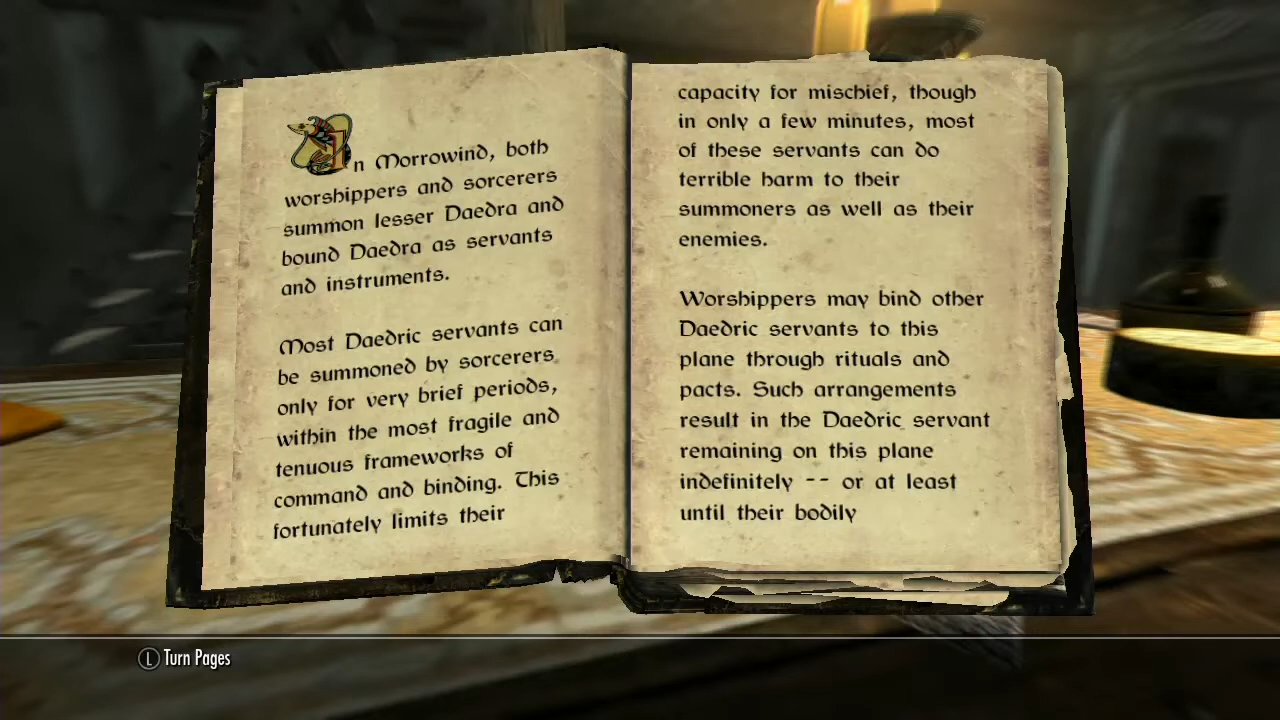 In Morrowind, both
worshippers and sorcerers
summon lesser Daedra and
bound Daedra as servants
and instruments.
Most Daedric servants can
be summoned by sorcerers
only for very brief periods,
within the most fragile and
tenuous frameworks of
command and binding. This
fortunately limits their
capacity for mischief, though
in only a few minutes, most
of these servants can do
terrible harm to their
summoners as well as their
enemies.
Worshippers may bind other
Daedric servants to this
plane through rituals and
pacts. Such arrangements
result in the Daedric servant
remaining on this plane
indefinitely -- or at least
until their bodily
L Turn Pages